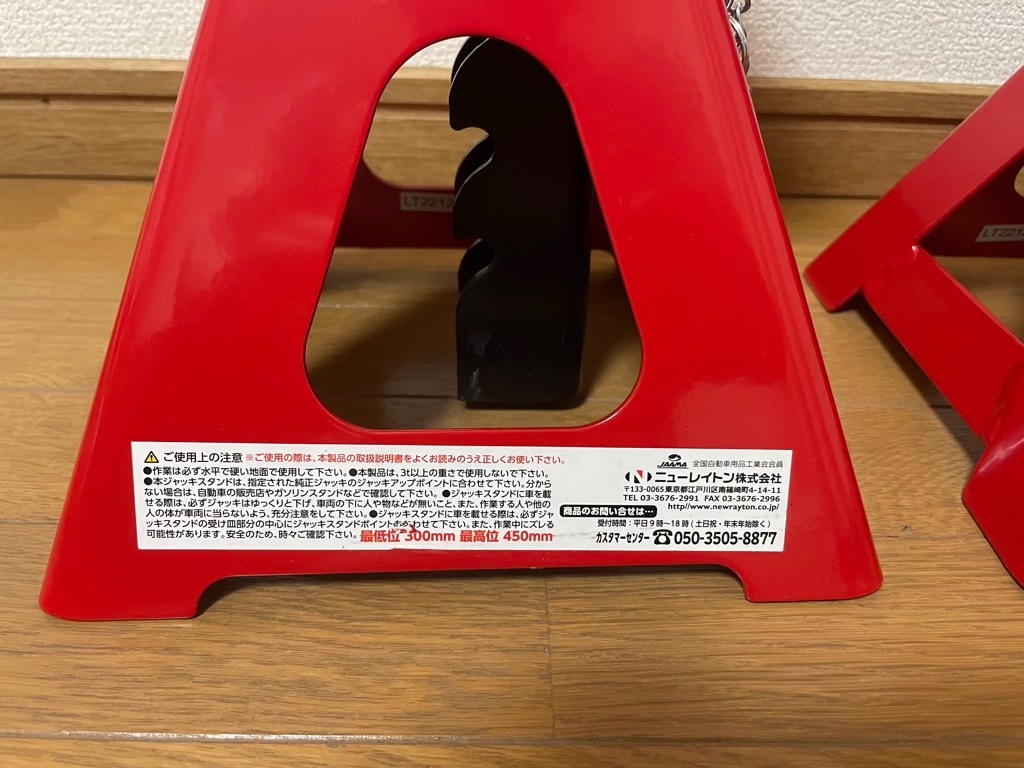 LT2212
LT2212
⚠ ご使用上の注意 ※ご使用の際は、本製品の取扱説明書をよくお読みのうえ正しくお使い下さい。
●作業は必ず水平で硬い地面で使用して下さい。●本製品は、3t以上の重さで使用しないで下さい。
●本ジャッキスタンドは、指定された純正ジャッキのジャッキアップポイントに合わせて下さい。分から
ない場合は、自動車の販売店やガソリンスタンドなどで確認して下さい。●ジャッキスタンドに車を載
せる際は、必ずジャッキはゆっくりと下げ、車両の下に人や物などが無いこと、また、作業する人や他の
人の体が車両に当らないよう、充分注意をして下さい。●ジャッキスタンドに車を載せる際は、必ずジャ
ッキスタンドの受け皿部分の中心にジャッキスタンドポイントを合わせて下さい。また、作業中にズレる
可能性があります。安全のため、時々ご確認下さい。 最低位 300mm 最高位 450mm
JAAMA 全国自動車用品工業会会員
ニューレイトン株式会社
〒133-0065東京都江戸川区南篠崎町4-14-11
TEL 03-3676-2991 FAX 03-3676-2996
http//www.newrayton.co.jp/
商品のお問い合せは…
受付時間:平日9時~18時(土日祝・年末年始除く)
カスタマーセンター ☎050-3505-8877